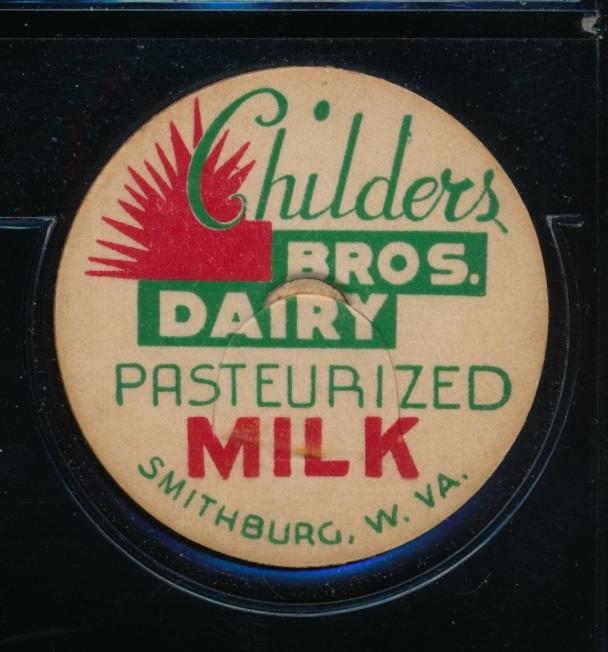 Childers
BROS.
DAIRY
PASTEURIZED
MILK
SMITHBURG, W. VA.